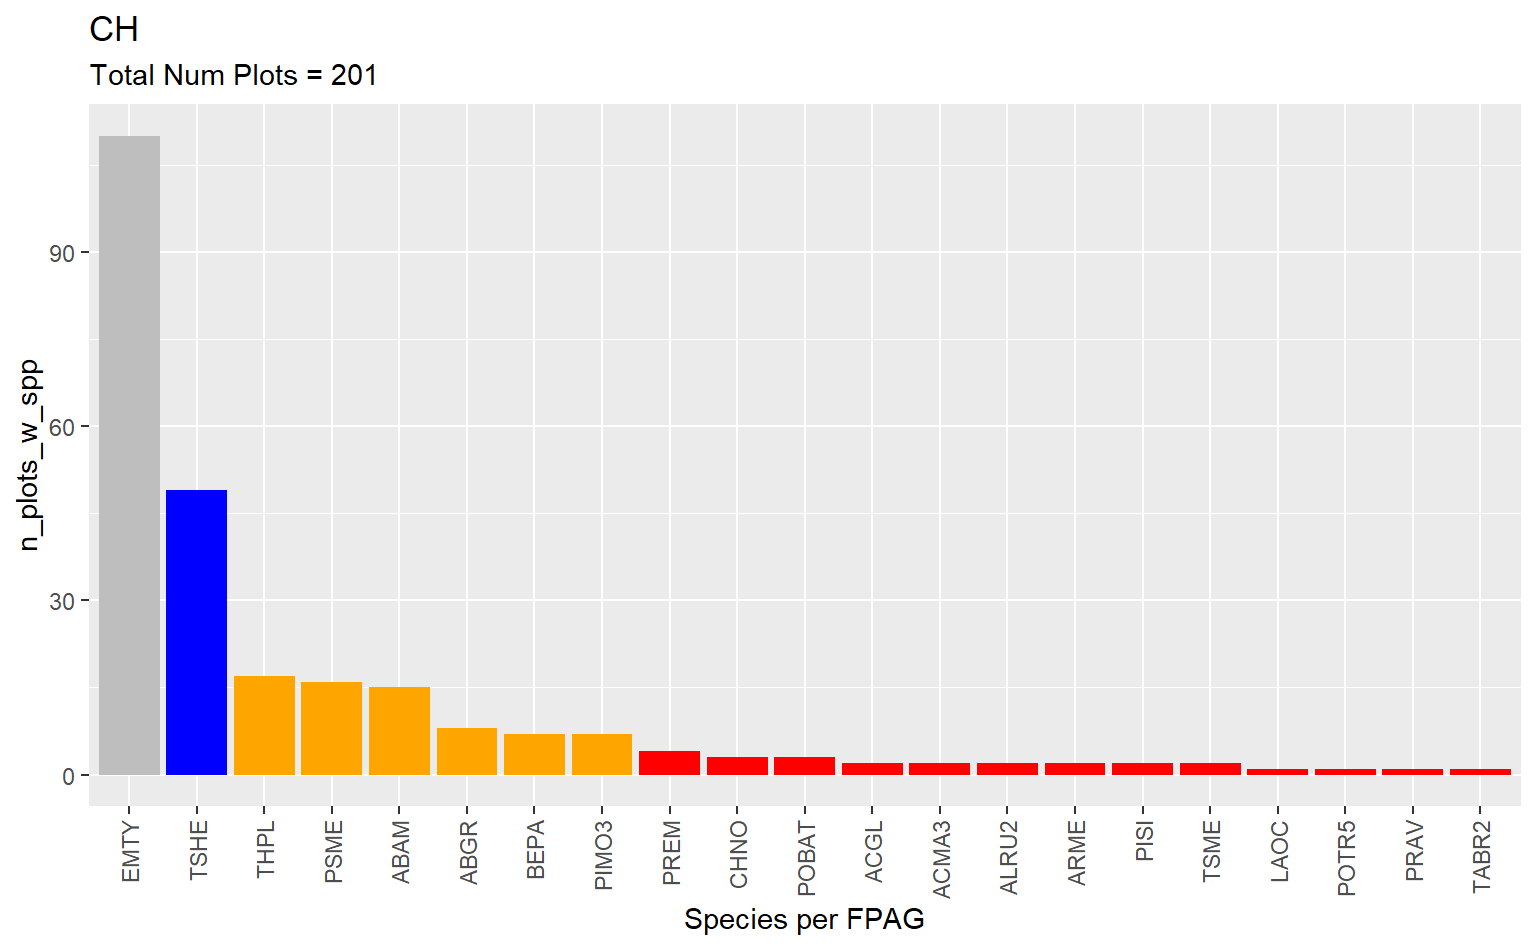 CH
Total Num Plots = 201
n_plots_w_spp
90
60
30
0
EMTY
TSHE
THPL
PSME
ABAM
ABGR
BEPA
PIMO3
PREM
CHNO
POBAT
ACGL
ACMA3
ALRU2
ARME
PISI
TSME
LAOC
POTR5
PRAV
TABR2
Species per FPAG